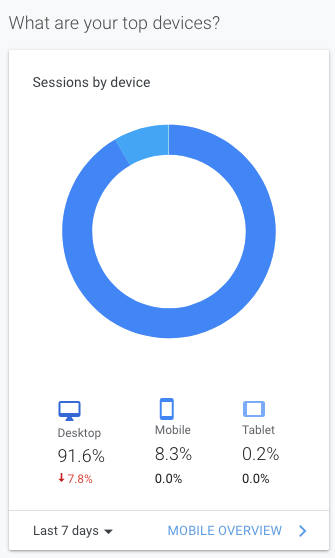 What are your top devices?
Sessions by device
Desktop Mobile Tablet
91.6% 8.3% 0.2%
7.8% 0.0% 0.0%
Last 7 days MOBILE OVERVIEW